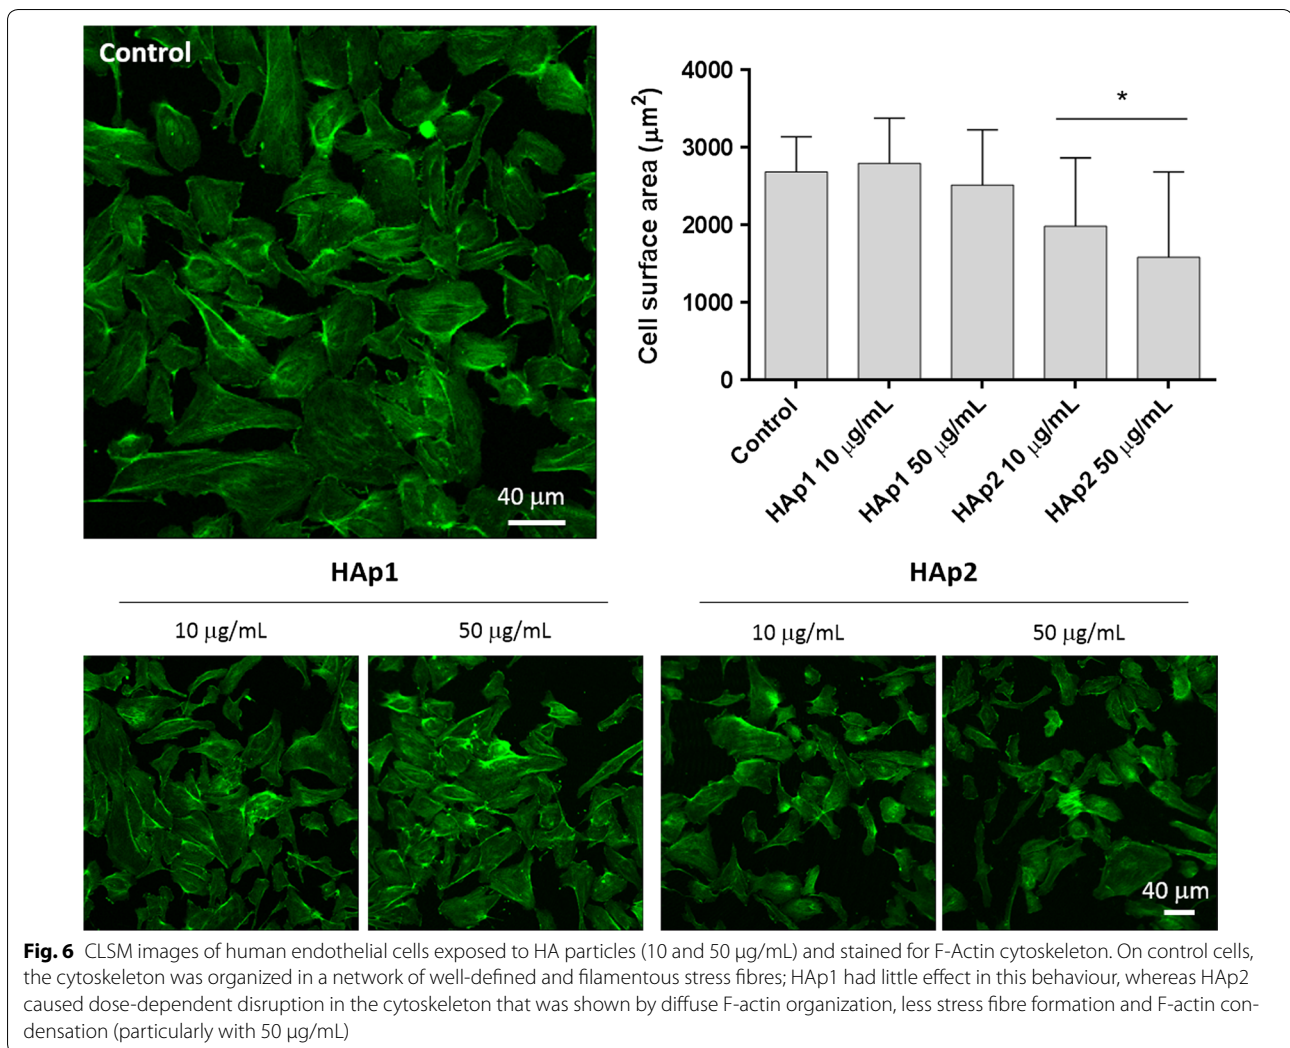 Control
40 μm
4000
3000
2000
1000
0
Cell surface area (μm²)
*
Control
HAp1 10 μg/mL
HAp1 50 μg/mL
HAp2 10 μg/mL
HAp2 50 μg/mL
HAp1
HAp2
10 μg/mL
50 μg/mL
10 μg/mL
50 μg/mL
40 μm
Fig. 6 CLSM images of human endothelial cells exposed to HA particles (10 and 50 μg/mL) and stained for F-Actin cytoskeleton. On control cells,
the cytoskeleton was organized in a network of well-defined and filamentous stress fibres; HAp1 had little effect in this behaviour, whereas HAp2
caused dose-dependent disruption in the cytoskeleton that was shown by diffuse F-actin organization, less stress fibre formation and F-actin con-
densation (particularly with 50 μg/mL)